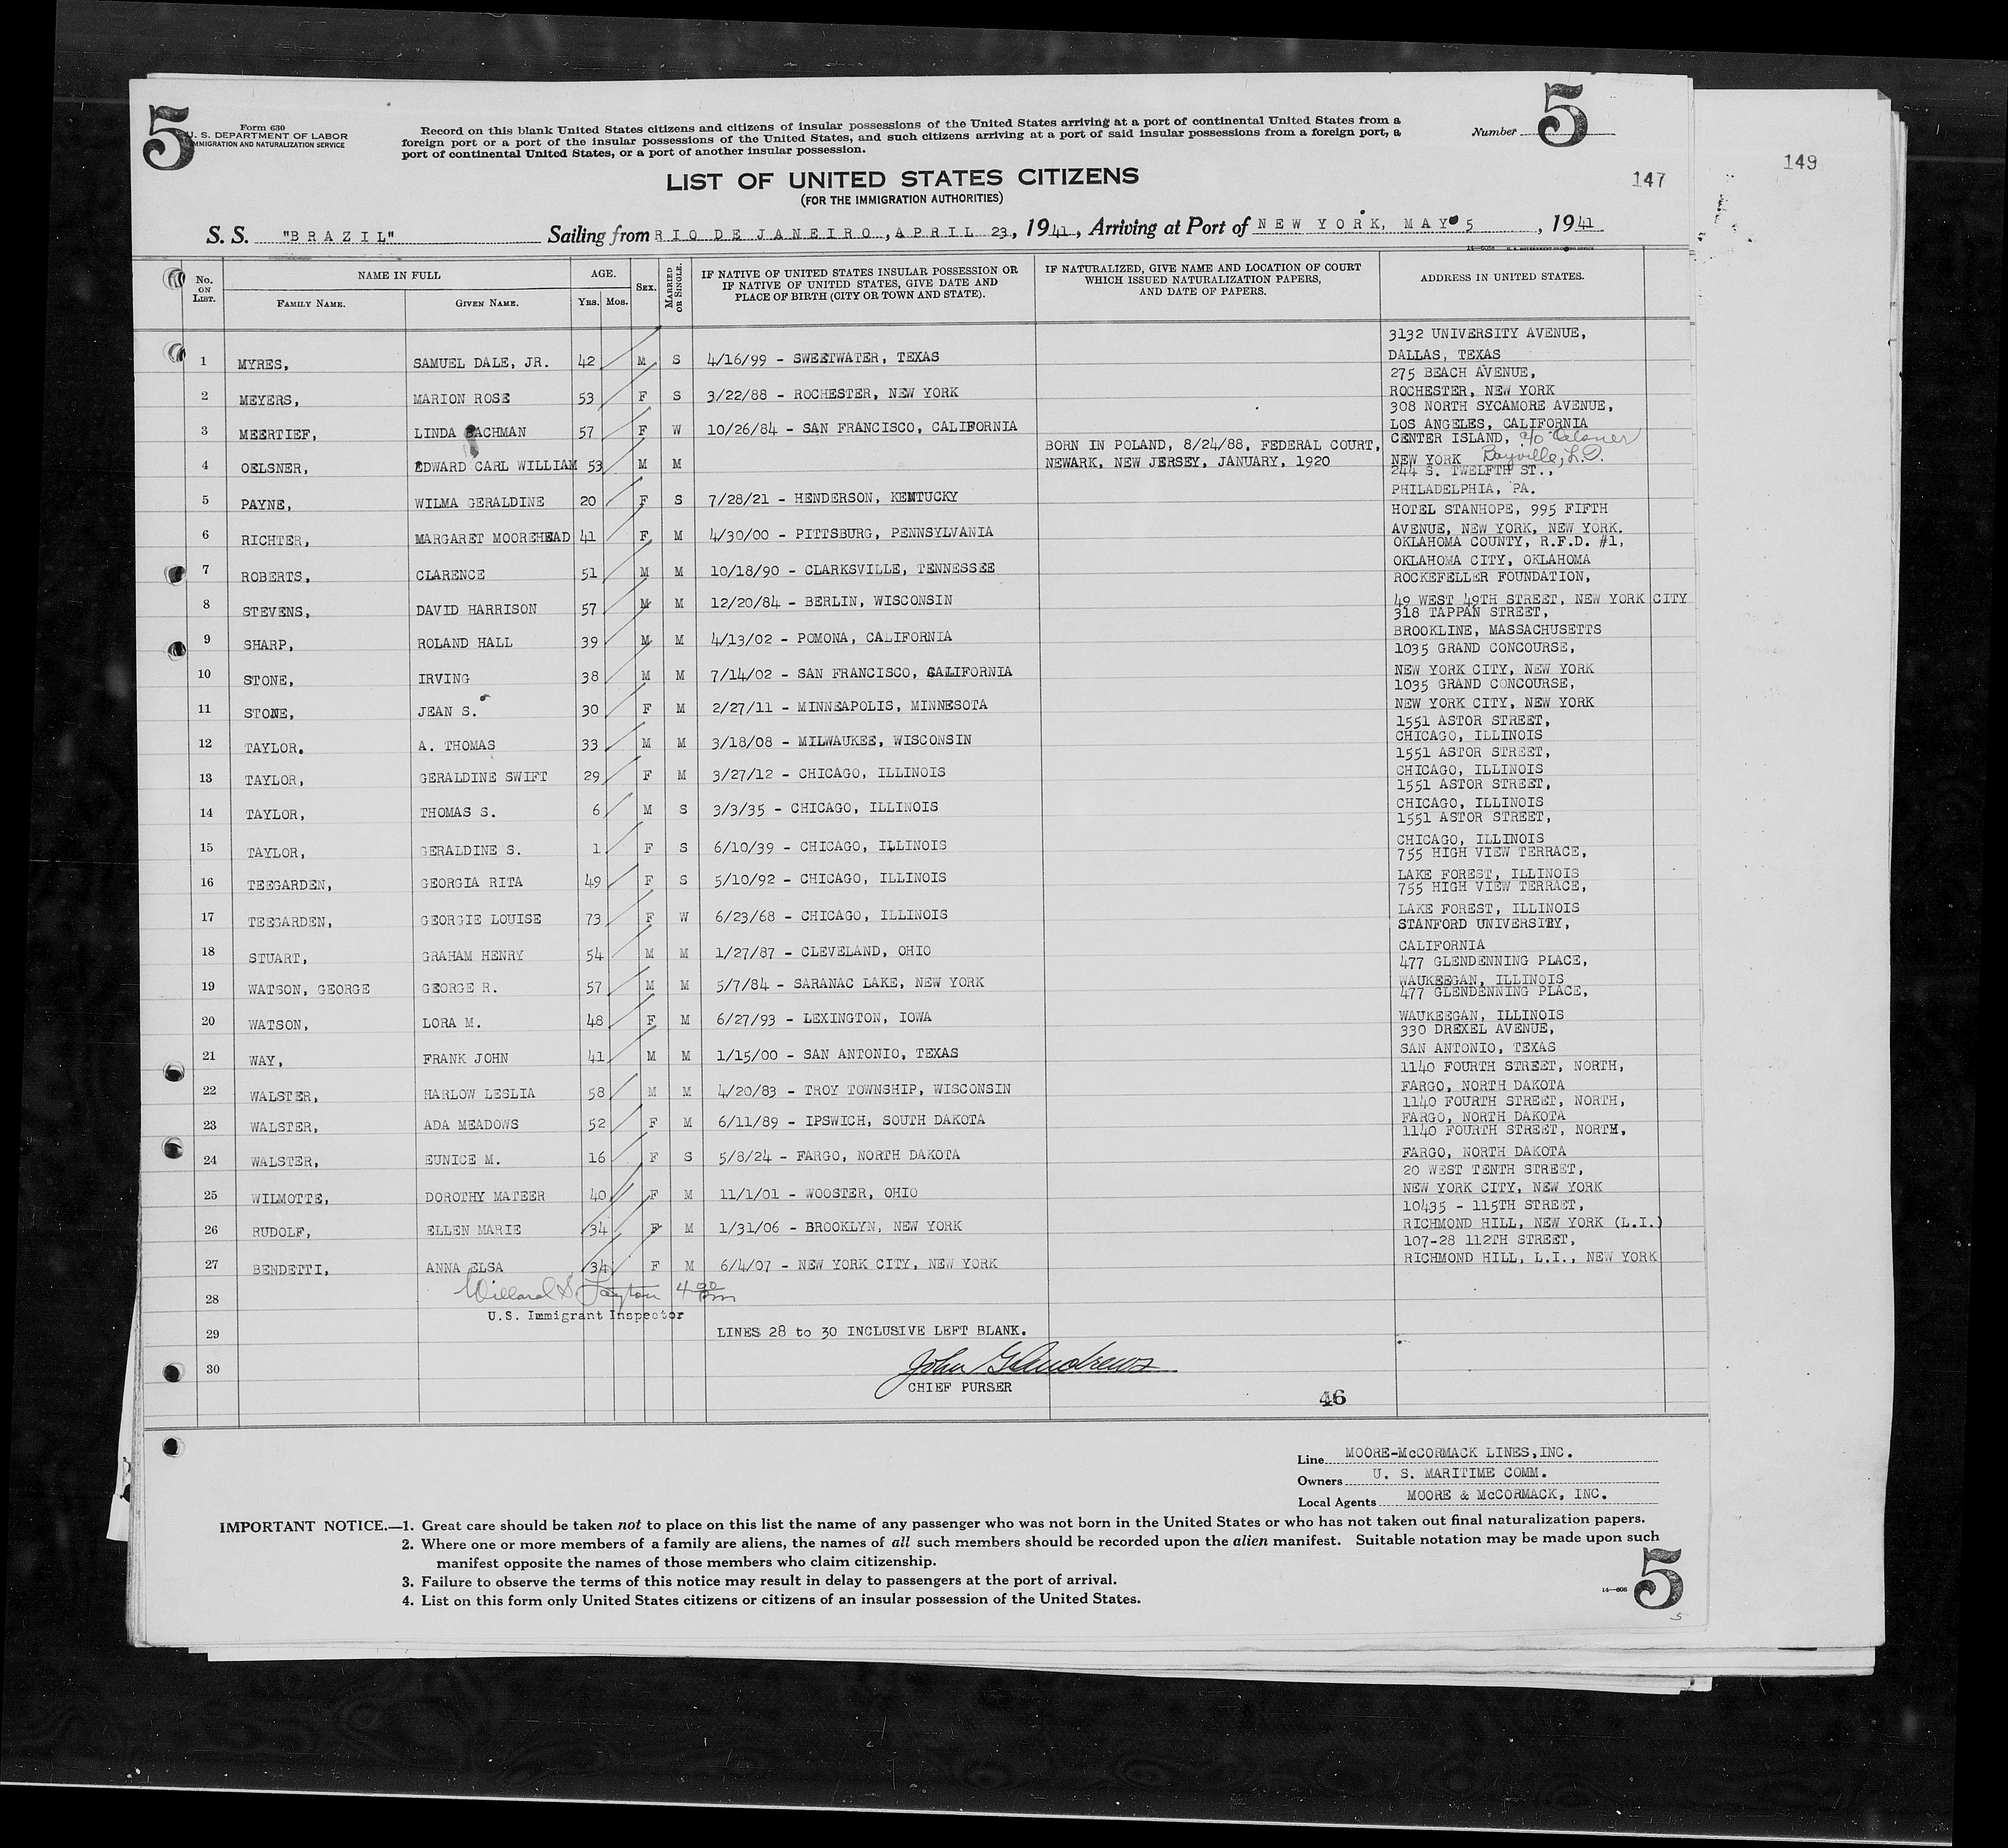 5
Form 630
U. S. DEPARTMENT OF LABOR
IMMIGRATION AND NATURALIZATION SERVICE
Record on this blank United States citizens and citizens of insular possessions of the United States arriving at a port of continental United States from a
foreign port or a port of the insular possessions of the United States, and such citizens arriving at a port of said insular possessions from a foreign port, a
port of continental United States, or a port of another insular possession.
Number 5
149
147
LIST OF UNITED STATES CITIZENS
(FOR THE IMMIGRATION AUTHORITIES)
S. S. "BRAZIL" Sailing from RIO DE JANEIRO, APRIL 23, 1941, Arriving at Port of NEW YORK, MAY 5, 1941
No. ON LIST. NAME IN FULL FAMILY NAME. GIVEN NAME. AGE. Yrs. Mos. SEX. MARRIED OR SINGLE. IF NATIVE OF UNITED STATES INSULAR POSSESSION OR IF NATIVE OF UNITED STATES, GIVE DATE AND PLACE OF BIRTH (CITY OR TOWN AND STATE). IF NATURALIZED, GIVE NAME AND LOCATION OF COURT WHICH ISSUED NATURALIZATION PAPERS, AND DATE OF PAPERS. ADDRESS IN UNITED STATES.
1 MYRES, SAMUEL DALE, JR. 42 M S 4/16/99 - SWEETWATER, TEXAS 3132 UNIVERSITY AVENUE, DALLAS, TEXAS
2 MEYERS, MARION ROSE 53 F S 3/22/88 - ROCHESTER, NEW YORK 275 BEACH AVENUE, ROCHESTER, NEW YORK
3 MEERTIEF, LINDA BACHMAN 57 F W 10/26/84 - SAN FRANCISCO, CALIFORNIA 308 NORTH SYCAMORE AVENUE, LOS ANGELES, CALIFORNIA
4 OELSNER, EDWARD CARL WILLIAM 53 M M BORN IN POLAND, 8/24/88, FEDERAL COURT, NEWARK, NEW JERSEY, JANUARY, 1920 CENTER ISLAND, c/o Oelsner NEW YORK Bayville, L.I.
5 PAYNE, WILMA GERALDINE 20 F S 7/28/21 - HENDERSON, KENTUCKY 244 S. TWELFTH ST., PHILADELPHIA, PA.
6 RICHTER, MARGARET MOOREHEAD 41 F M 4/30/00 - PITTSBURG, PENNSYLVANIA HOTEL STANHOPE, 995 FIFTH AVENUE, NEW YORK, NEW YORK.
7 ROBERTS, CLARENCE 51 M M 10/18/90 - CLARKSVILLE, TENNESSEE OKLAHOMA COUNTY, R.F.D. #1, OKLAHOMA CITY, OKLAHOMA
8 STEVENS, DAVID HARRISON 57 M M 12/20/84 - BERLIN, WISCONSIN ROCKEFELLER FOUNDATION, 49 WEST 49TH STREET, NEW YORK CITY
9 SHARP, ROLAND HALL 39 M M 4/13/02 - POMONA, CALIFORNIA 318 TAPPAN STREET, BROOKLINE, MASSACHUSETTS
10 STONE, IRVING 38 M M 7/14/02 - SAN FRANCISCO, CALIFORNIA 1035 GRAND CONCOURSE, NEW YORK CITY, NEW YORK
11 STONE, JEAN S. 30 F M 2/27/11 - MINNEAPOLIS, MINNESOTA 1035 GRAND CONCOURSE, NEW YORK CITY, NEW YORK
12 TAYLOR. A. THOMAS 33 M M 3/18/08 - MILWAUKEE, WISCONSIN 1551 ASTOR STREET, CHICAGO, ILLINOIS
13 TAYLOR, GERALDINE SWIFT 29 F M 3/27/12 - CHICAGO, ILLINOIS 1551 ASTOR STREET, CHICAGO, ILLINOIS
14 TAYLOR, THOMAS S. 6 M S 3/3/35 - CHICAGO, ILLINOIS 1551 ASTOR STREET, CHICAGO, ILLINOIS
15 TAYLOR, GERALDINE S. 1 F S 6/10/39 - CHICAGO, ILLINOIS 1551 ASTOR STREET, CHICAGO, ILLINOIS
16 TEEGARDEN, GEORGIA RITA 49 F S 5/10/92 - CHICAGO, ILLINOIS 755 HIGH VIEW TERRACE, LAKE FOREST, ILLINOIS
17 TEEGARDEN, GEORGIE LOUISE 73 F W 6/23/68 - CHICAGO, ILLINOIS 755 HIGH VIEW TERRACE, LAKE FOREST, ILLINOIS
18 STUART, GRAHAM HENRY 54 M M 1/27/87 - CLEVELAND, OHIO STANFORD UNIVERSITY, CALIFORNIA
19 WATSON, GEORGE GEORGE R. 57 M M 5/7/84 - SARANAC LAKE, NEW YORK 477 GLENDENNING PLACE, WAUKEEGAN, ILLINOIS
20 WATSON, LORA M. 48 F M 6/27/93 - LEXINGTON, IOWA 477 GLENDENNING PLACE, WAUKEEGAN, ILLINOIS
21 WAY, FRANK JOHN 41 M M 1/15/00 - SAN ANTONIO, TEXAS 330 DREXEL AVENUE, SAN ANTONIO, TEXAS
22 WALSTER, HARLOW LESLIA 58 M M 4/20/83 - TROY TOWNSHIP, WISCONSIN 1140 FOURTH STREET, NORTH, FARGO, NORTH DAKOTA
23 WALSTER, ADA MEADOWS 52 F M 6/11/89 - IPSWICH, SOUTH DAKOTA 1140 FOURTH STREET, NORTH, FARGO, NORTH DAKOTA
24 WALSTER, EUNICE M. 16 F S 5/8/24 - FARGO, NORTH DAKOTA 1140 FOURTH STREET, NORTH, FARGO, NORTH DAKOTA
25 WILMOTTE, DOROTHY MATEER 40 F M 11/1/01 - WOOSTER, OHIO 20 WEST TENTH STREET, NEW YORK CITY, NEW YORK
26 RUDOLF, ELLEN MARIE 34 F M 1/31/06 - BROOKLYN, NEW YORK 10435 - 115TH STREET, RICHMOND HILL, NEW YORK (L.I.)
27 BENDETTI, ANNA ELSA 34 F M 6/4/07 - NEW YORK CITY, NEW YORK 107-28 112TH STREET, RICHMOND HILL, L.I., NEW YORK
Willard S. Layton 4 00 pm
28
U.S. Immigrant Inspector
29 LINES 28 to 30 INCLUSIVE LEFT BLANK.
30 John G Andrews
CHIEF PURSER
46
Line MOORE-McCORMACK LINES, INC.
Owners U. S. MARITIME COMM.
Local Agents MOORE & McCORMACK, INC.
IMPORTANT NOTICE.—1. Great care should be taken not to place on this list the name of any passenger who was not born in the United States or who has not taken out final naturalization papers.
2. Where one or more members of a family are aliens, the names of all such members should be recorded upon the alien manifest. Suitable notation may be made upon such
manifest opposite the names of those members who claim citizenship.
3. Failure to observe the terms of this notice may result in delay to passengers at the port of arrival.
4. List on this form only United States citizens or citizens of an insular possession of the United States.
5
5